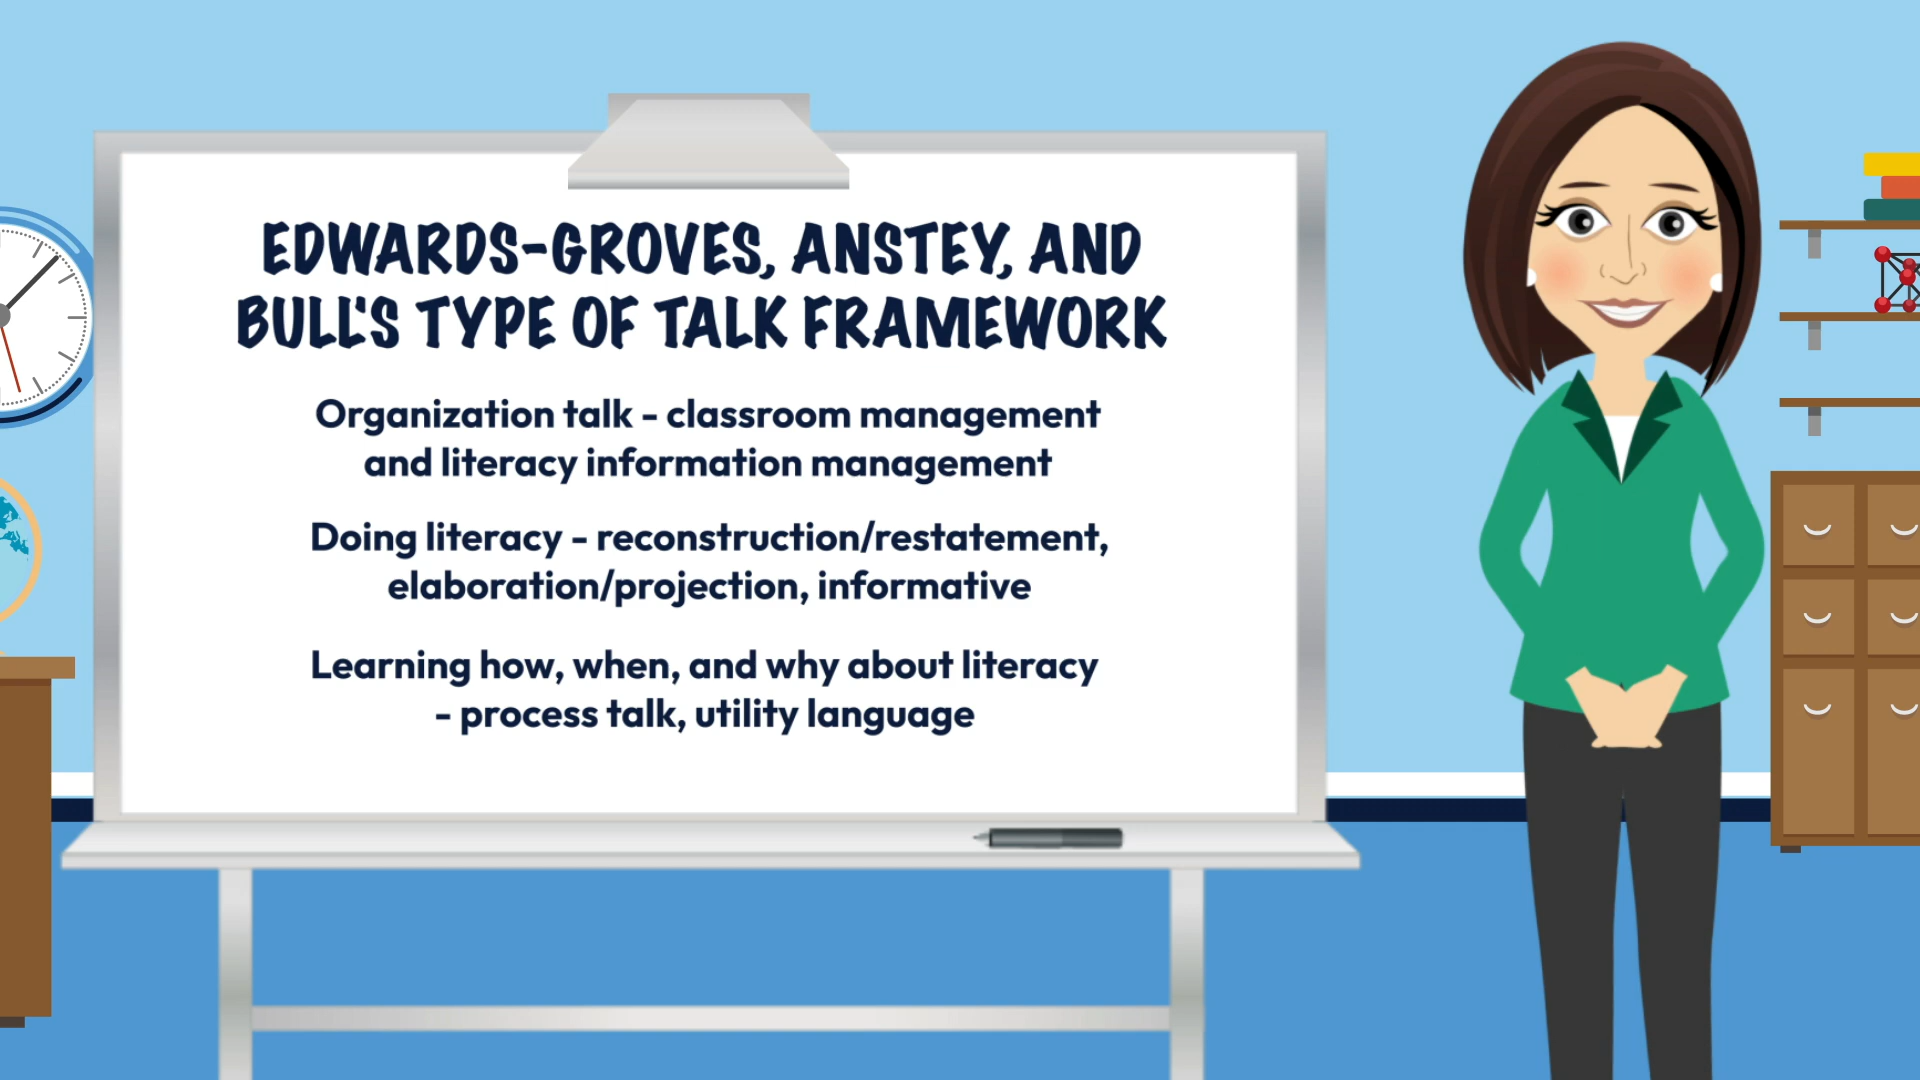 EDWARDS-GROVES, ANSTEY, AND
BULL'S TYPE OF TALK FRAMEWORK
Organization talk - classroom management
and literacy information management
Doing literacy - reconstruction/restatement,
elaboration/projection, informative
Learning how, when, and why about literacy
- process talk, utility language